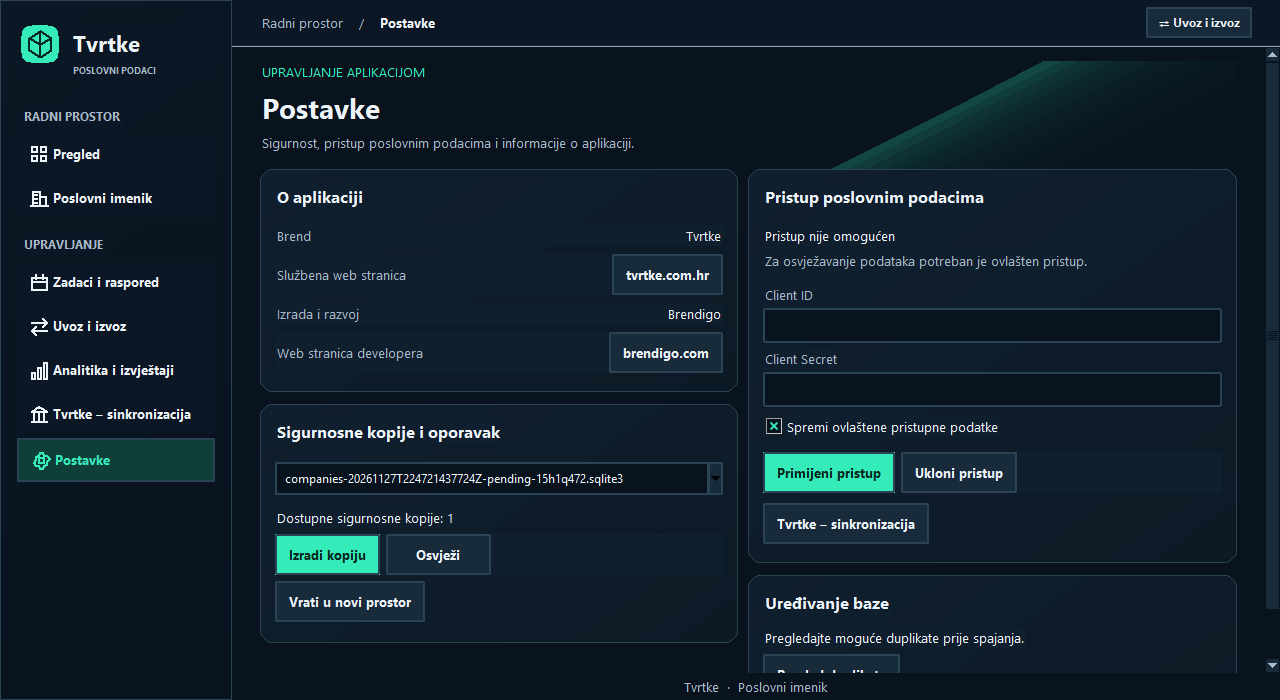 Tvrtke
POSLOVNI PODACI
RADNI PROSTOR
Pregled
Poslovni imenik
UPRAVLJANJE
Zadaci i raspored
Uvoz i izvoz
Analitika i izvještaji
Tvrtke – sinkronizacija
Postavke
Radni prostor / Postavke
⇄ Uvoz i izvoz
UPRAVLJANJE APLIKACIJOM
Postavke
Sigurnost, pristup poslovnim podacima i informacije o aplikaciji.
O aplikaciji
Brend Tvrtke
Službena web stranica tvrtke.com.hr
Izrada i razvoj Brendigo
Web stranica developera brendigo.com
Sigurnosne kopije i oporavak
companies-20261127T224721437724Z-pending-15h1q472.sqlite3
Dostupne sigurnosne kopije: 1
Izradi kopiju Osvježi
Vrati u novi prostor
Pristup poslovnim podacima
Pristup nije omogućen
Za osvježavanje podataka potreban je ovlašten pristup.
Client ID
Client Secret
Spremi ovlaštene pristupne podatke
Primijeni pristup Ukloni pristup
Tvrtke – sinkronizacija
Uređivanje baze
Pregledajte moguće duplikate prije spajanja.
Tvrtke · Poslovni imenik